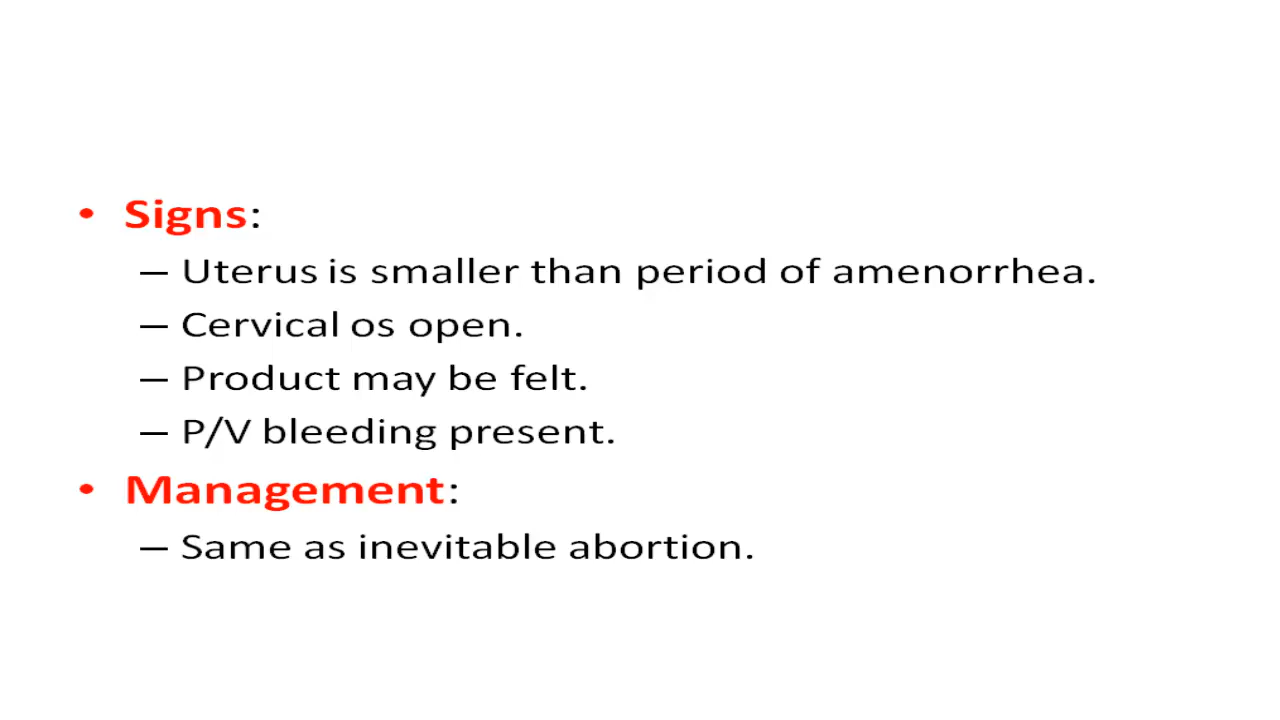 • Signs:
– Uterus is smaller than period of amenorrhea.
– Cervical os open.
– Product may be felt.
– P/V bleeding present.
• Management:
– Same as inevitable abortion.